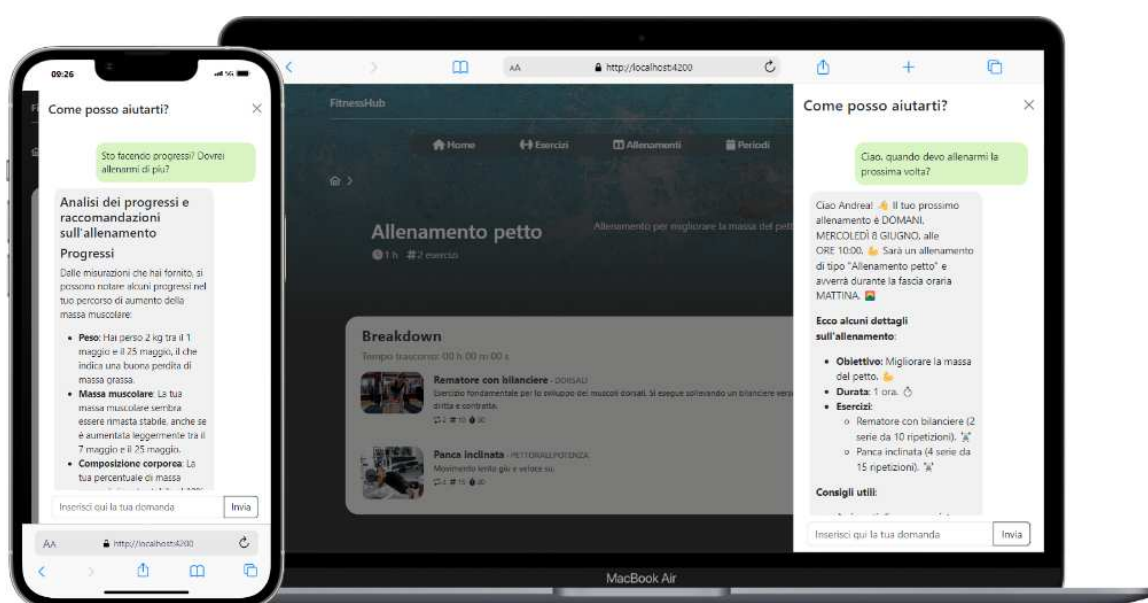 09:26
5G
Come posso aiutarti?
Sto facendo progressi? Dovrei
allenarmi di piu?
Analisi dei progressi e
raccomandazioni
sull'allenamento
Progressi
Dalle misurazioni che hai fornito, si
possono notare alcuni progressi nel
tuo percorso di aumento della
massa muscolare:
Peso: Hai perso 2 kg tra il 1
maggio e il 25 maggio, il che
indica una buona perdita di
massa grassa.
Massa muscolare: La tua
massa muscolare sembra
essere rimasta stabile, anche se
è aumentata leggermente tra il
7 maggio e il 25 maggio.
Composizione corporea: La
tua percentuale di massa
Inserisci qui la tua domanda
Invia
AA
http://localhost:4200
AA
http://localhost:4200
FitnessHub
Home
Esercizi
Allenamenti
Periodi
Allenamento petto
Allenamento per migliorare la massa del pett
1 h
#2 esercizi
Breakdown
Tempo trascorso: 00 h 00 m 00 s
Rematore con bilanciere - DORSALI
Esercizio fondamentale per lo sviluppo dei muscoli dorsali. Si esegue sollevando un bilanciere vers
dritta e contratta.
Panca inclinata - PETTORALI,POTENZA
Movimento lento giù e veloce su.
Come posso aiutarti?
Ciao, quando devo allenarmi la
prossima volta?
Ciao Andrea! 👋 Il tuo prossimo
allenamento è DOMANI,
MERCOLEDÌ 8 GIUGNO, alle
ORE 10:00. 💪 Sarà un allenamento
di tipo "Allenamento petto" e
avverrà durante la fascia oraria
MATTINA. 🌄
Ecco alcuni dettagli
sull'allenamento:
Obiettivo: Migliorare la massa
del petto. 💪
Durata: 1 ora. ⏱
Esercizi:
Rematore con bilanciere (2
serie da 10 ripetizioni).
Panca inclinata (4 serie da
15 ripetizioni).
Consigli utili:
Inserisci qui la tua domanda
Invia
MacBook Air